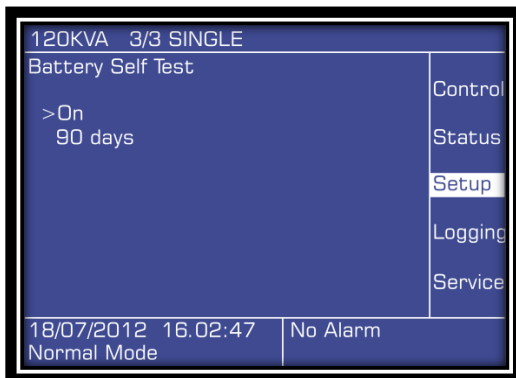 120KVA 3/3 SINGLE
Battery Self Test
>On
90 days
Control
Status
Setup
Logging
Service
18/07/2012 16.02:47
Normal Mode
No Alarm